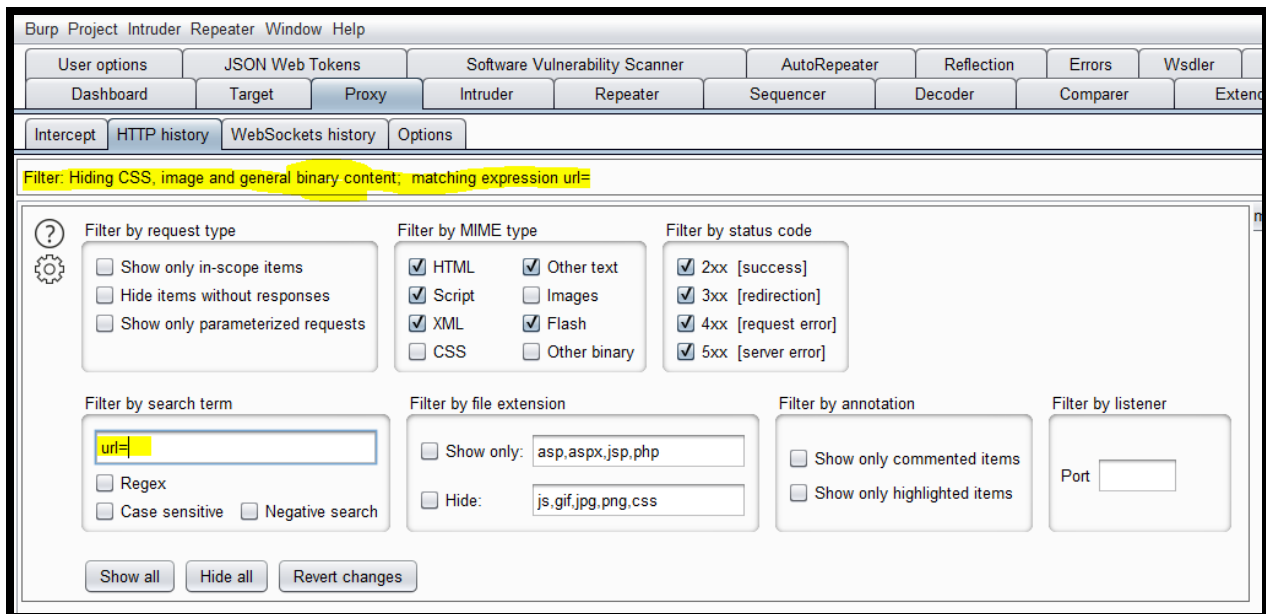 Burp Project Intruder Repeater Window Help
User options JSON Web Tokens Software Vulnerability Scanner AutoRepeater Reflection Errors Wsdler
Dashboard Target Proxy Intruder Repeater Sequencer Decoder Comparer Extend
Intercept HTTP history WebSockets history Options
Filter: Hiding CSS, image and general binary content; matching expression url=
Filter by request type Filter by MIME type Filter by status code
Show only in-scope items HTML Other text 2xx [success]
Hide items without responses Script Images 3xx [redirection]
Show only parameterized requests XML Flash 4xx [request error]
CSS Other binary 5xx [server error]
Filter by search term Filter by file extension Filter by annotation Filter by listener
url=
Show only: asp,aspx,jsp,php
Show only commented items
Port
Regex
Hide: js,gif,jpg,png,css
Show only highlighted items
Case sensitive Negative search
Show all Hide all Revert changes